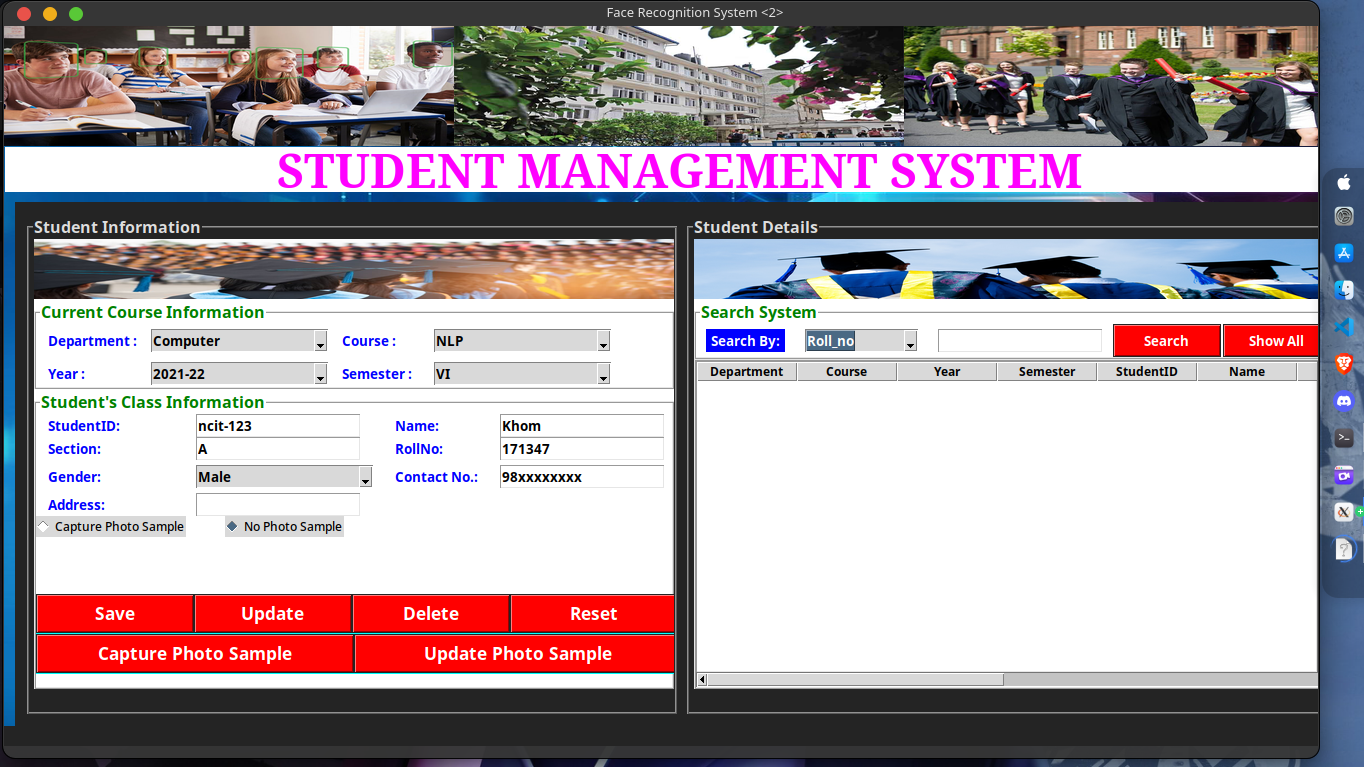 Face Recognition System <2>
STUDENT MANAGEMENT SYSTEM
Student Information
Current Course Information
Department : Computer Course : NLP
Year : 2021-22 Semester : VI
Student's Class Information
StudentID: ncit-123 Name: Khom
Section: A RollNo: 171347
Gender: Male Contact No.: 98xxxxxxxx
Address:
Capture Photo Sample No Photo Sample
Save Update Delete Reset
Capture Photo Sample Update Photo Sample
Student Details
Search System
Search By: Roll_no Search Show All
Department Course Year Semester StudentID Name